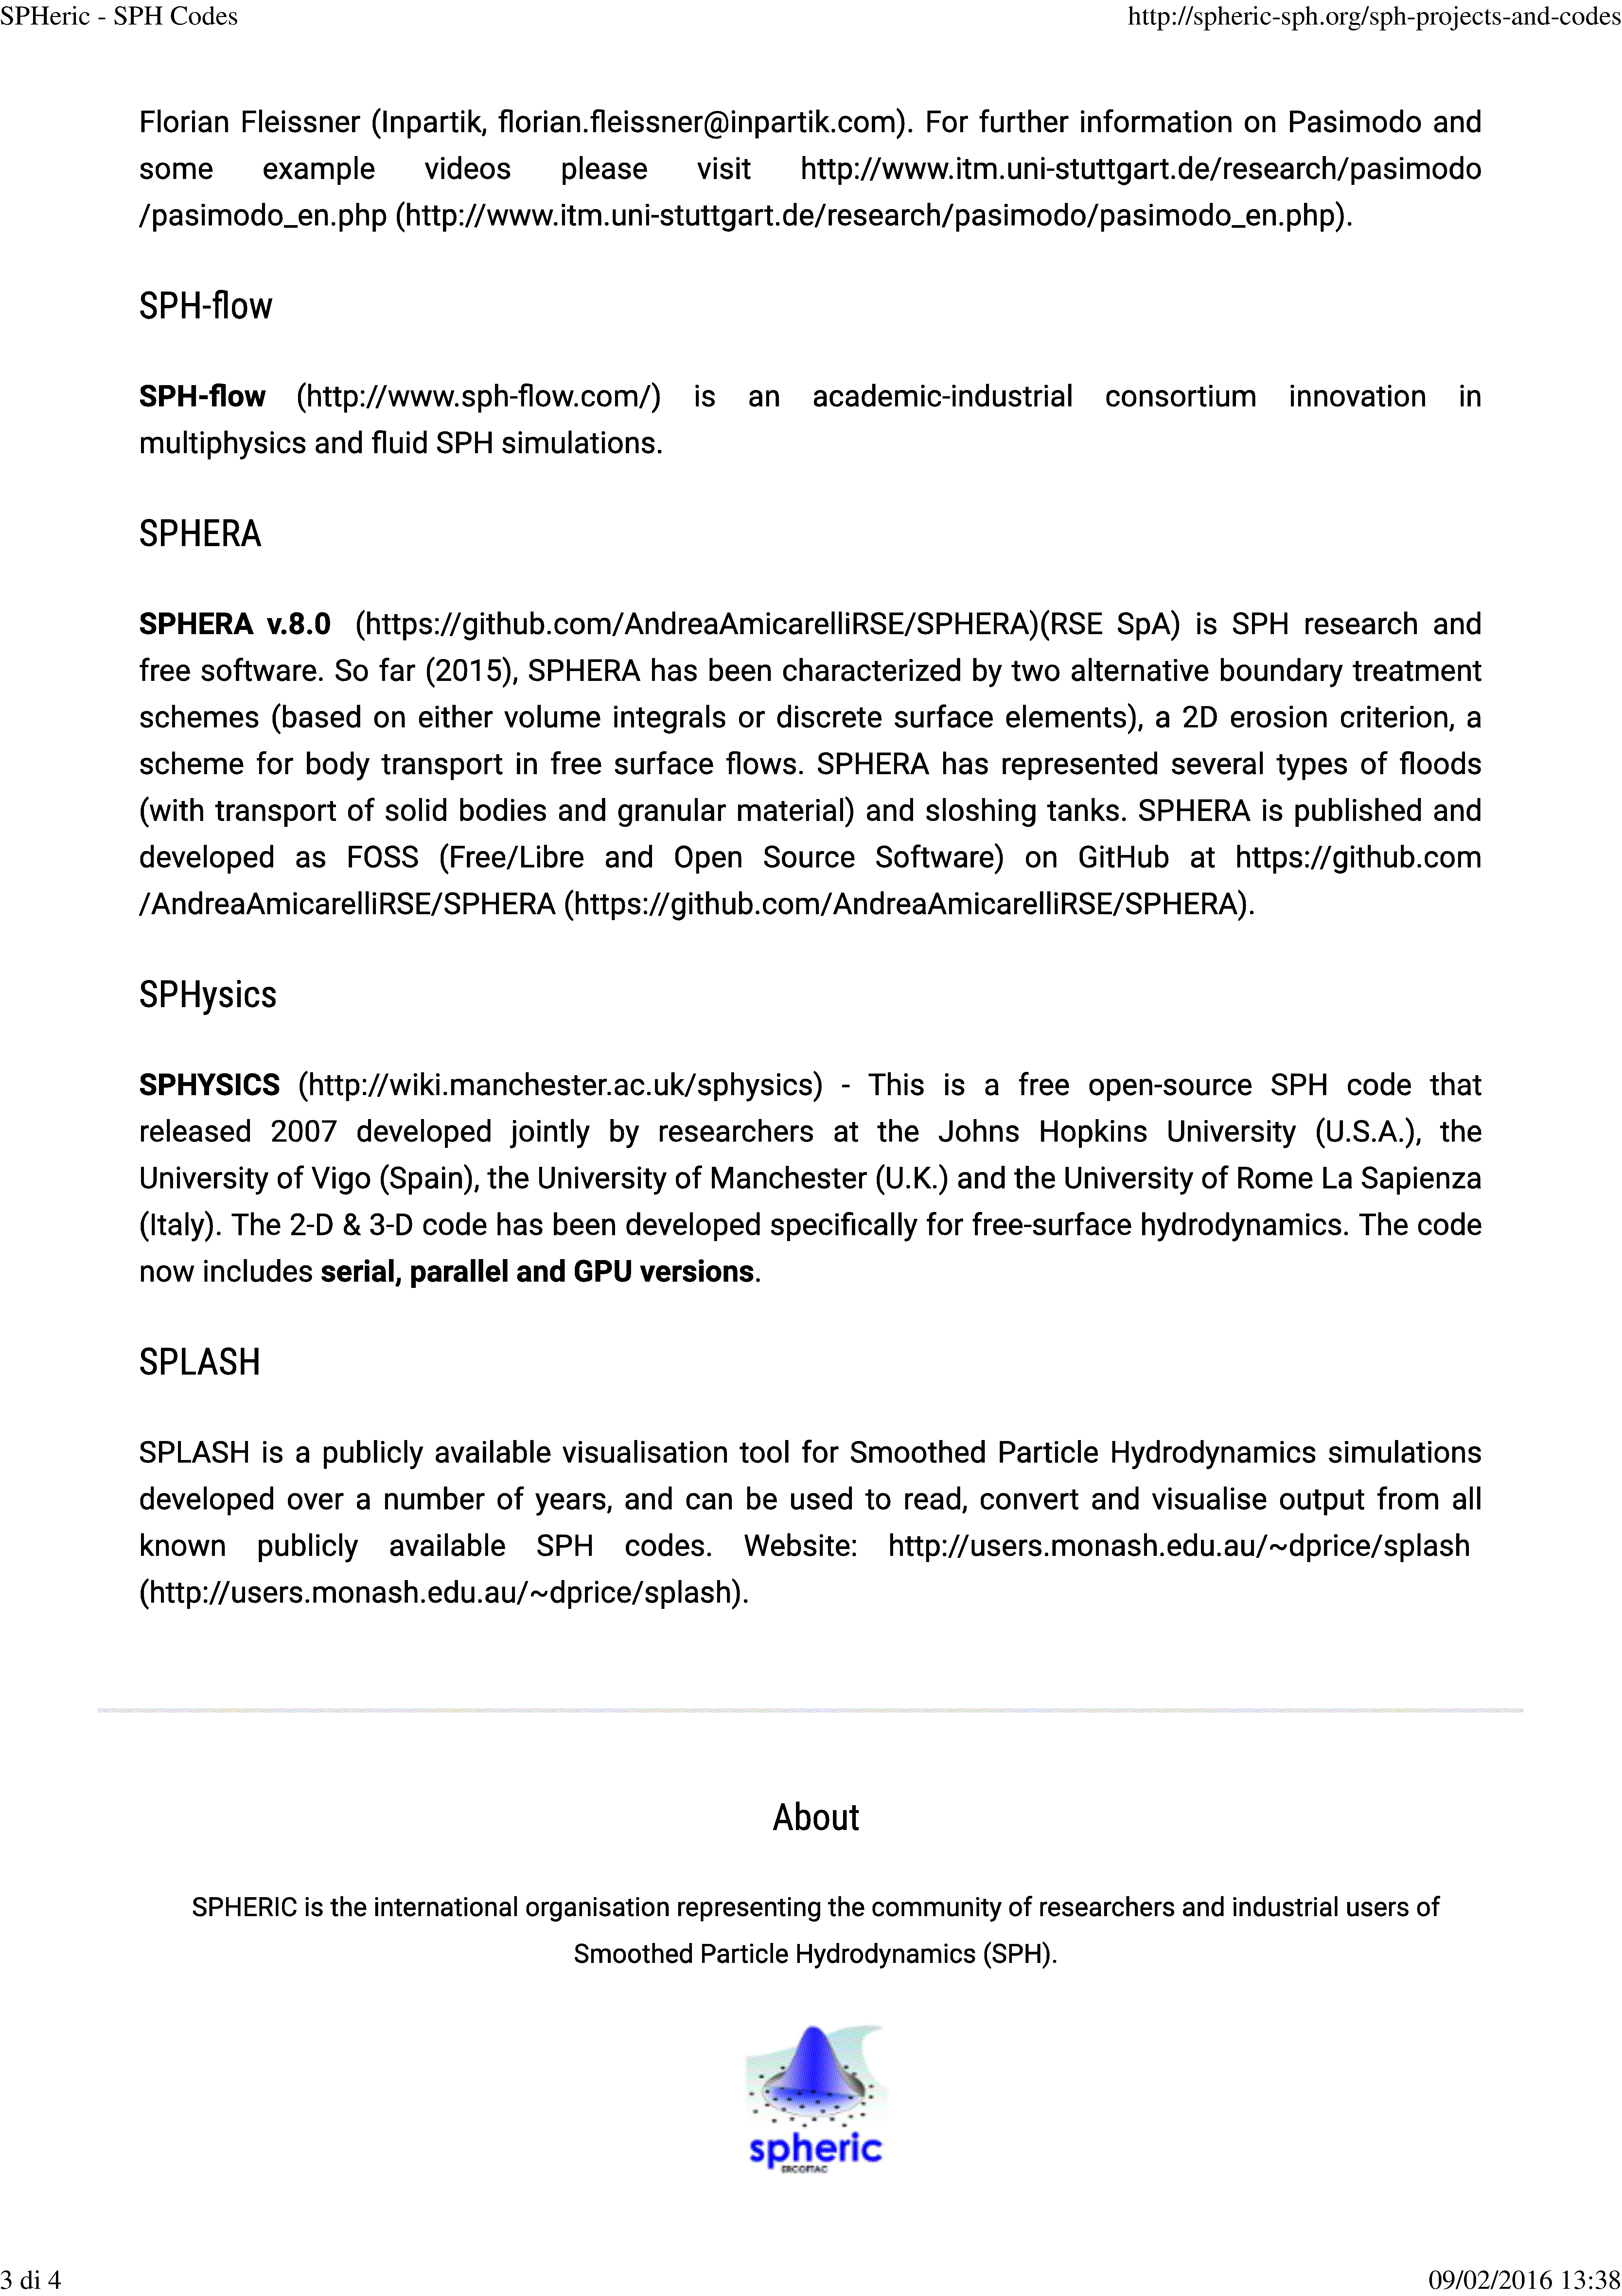 SPHeric - SPH Codes http://spheric-sph.org/sph-projects-and-codes
Florian Fleissner (Inpartik, florian.fleissner@inpartik.com). For further information on Pasimodo and
some example videos please visit http://www.itm.uni-stuttgart.de/research/pasimodo
/pasimodo_en.php (http://www.itm.uni-stuttgart.de/research/pasimodo/pasimodo_en.php).
SPH-flow
SPH-flow (http://www.sph-flow.com/) is an academic-industrial consortium innovation in
multiphysics and fluid SPH simulations.
SPHERA
SPHERA v.8.0 (https://github.com/AndreaAmicarelliRSE/SPHERA)(RSE SpA) is SPH research and
free software. So far (2015), SPHERA has been characterized by two alternative boundary treatment
schemes (based on either volume integrals or discrete surface elements), a 2D erosion criterion, a
scheme for body transport in free surface flows. SPHERA has represented several types of floods
(with transport of solid bodies and granular material) and sloshing tanks. SPHERA is published and
developed as FOSS (Free/Libre and Open Source Software) on GitHub at https://github.com
/AndreaAmicarelliRSE/SPHERA (https://github.com/AndreaAmicarelliRSE/SPHERA).
SPHysics
SPHYSICS (http://wiki.manchester.ac.uk/sphysics) - This is a free open-source SPH code that
released 2007 developed jointly by researchers at the Johns Hopkins University (U.S.A.), the
University of Vigo (Spain), the University of Manchester (U.K.) and the University of Rome La Sapienza
(Italy). The 2-D & 3-D code has been developed specifically for free-surface hydrodynamics. The code
now includes serial, parallel and GPU versions.
SPLASH
SPLASH is a publicly available visualisation tool for Smoothed Particle Hydrodynamics simulations
developed over a number of years, and can be used to read, convert and visualise output from all
known publicly available SPH codes. Website: http://users.monash.edu.au/~dprice/splash
(http://users.monash.edu.au/~dprice/splash).
About
SPHERIC is the international organisation representing the community of researchers and industrial users of
Smoothed Particle Hydrodynamics (SPH).
spheric
ERCOFTAC
3 di 4 09/02/2016 13:38